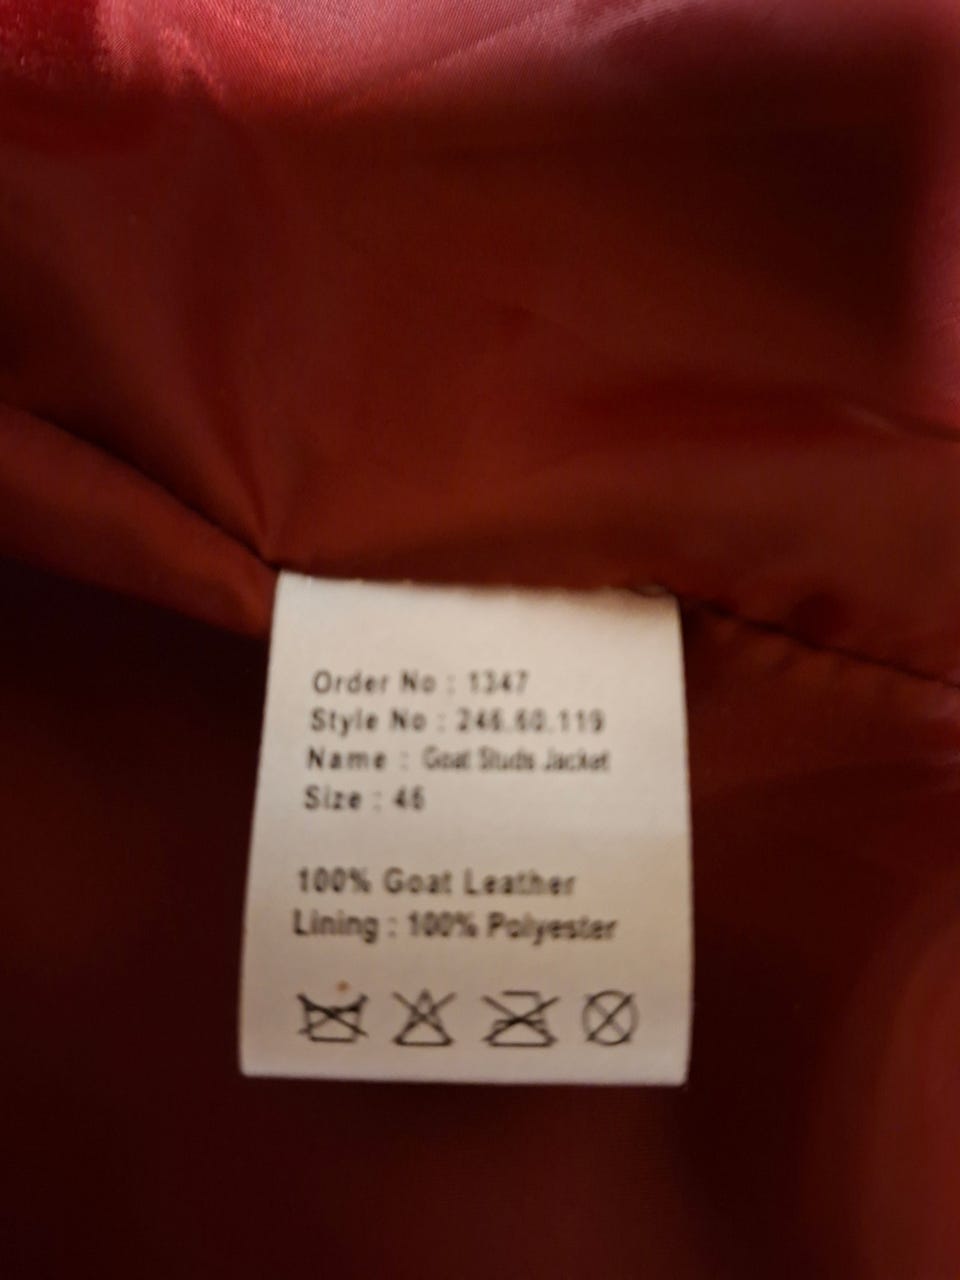 Order No : 1347
Style No : 246.60.119
Name : Goat Studs Jacket
Size : 46
100% Goat Leather
Lining : 100% Polyester